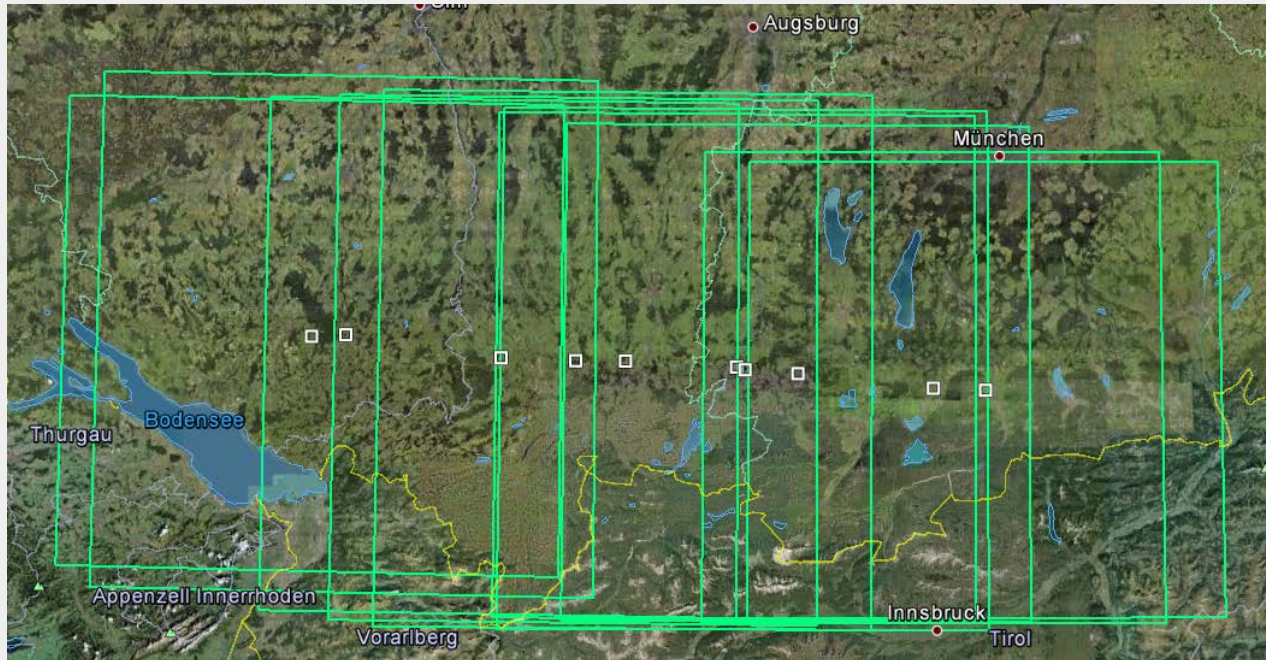 Augsburg
München
Bodensee
Thurgau
Appenzell Innerrhoden
Vorarlberg
Innsbruck
Tirol